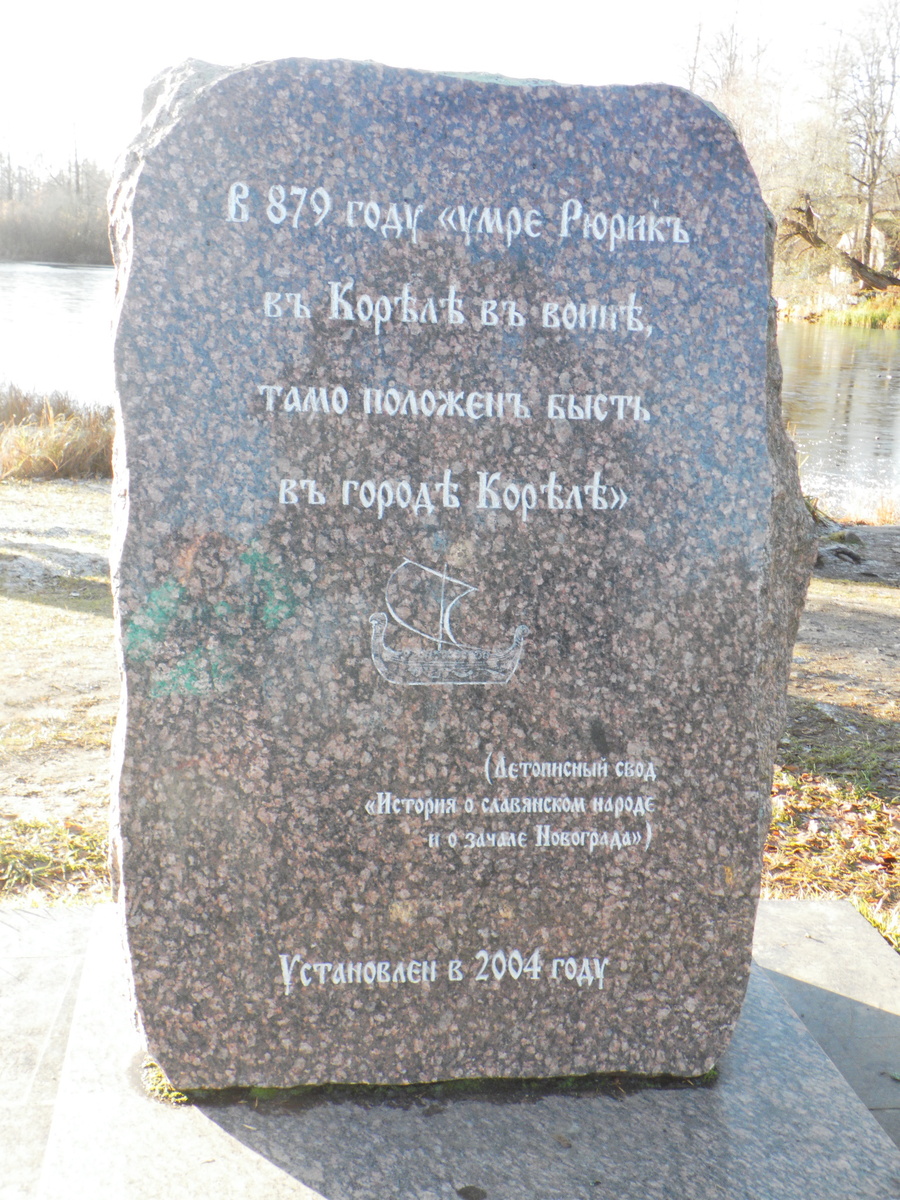 В 879 году «умре Рюрикъ
въ Корѣлѣ въ воинѣ,
тамо положенъ бысть
въ городѣ Корѣлѣ»
(Летописный свод
«История о славянском народе
и о зачале Новограда»)
Установлен в 2004 году